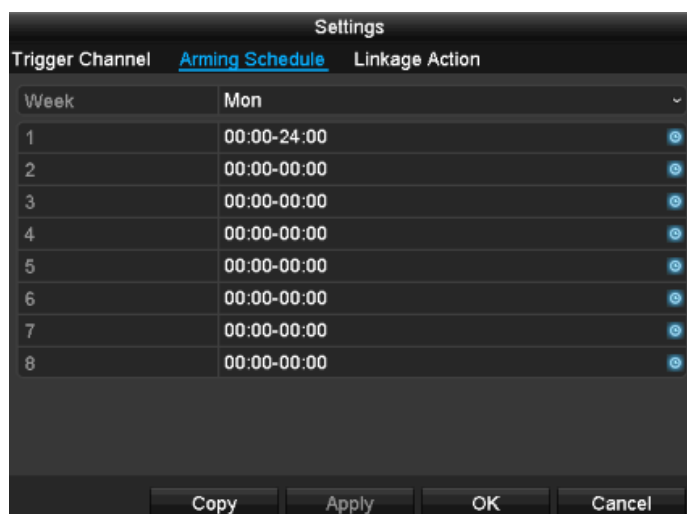 Settings
Trigger Channel Arming Schedule Linkage Action
Week Mon
1 00:00-24:00
2 00:00-00:00
3 00:00-00:00
4 00:00-00:00
5 00:00-00:00
6 00:00-00:00
7 00:00-00:00
8 00:00-00:00
Copy Apply OK Cancel